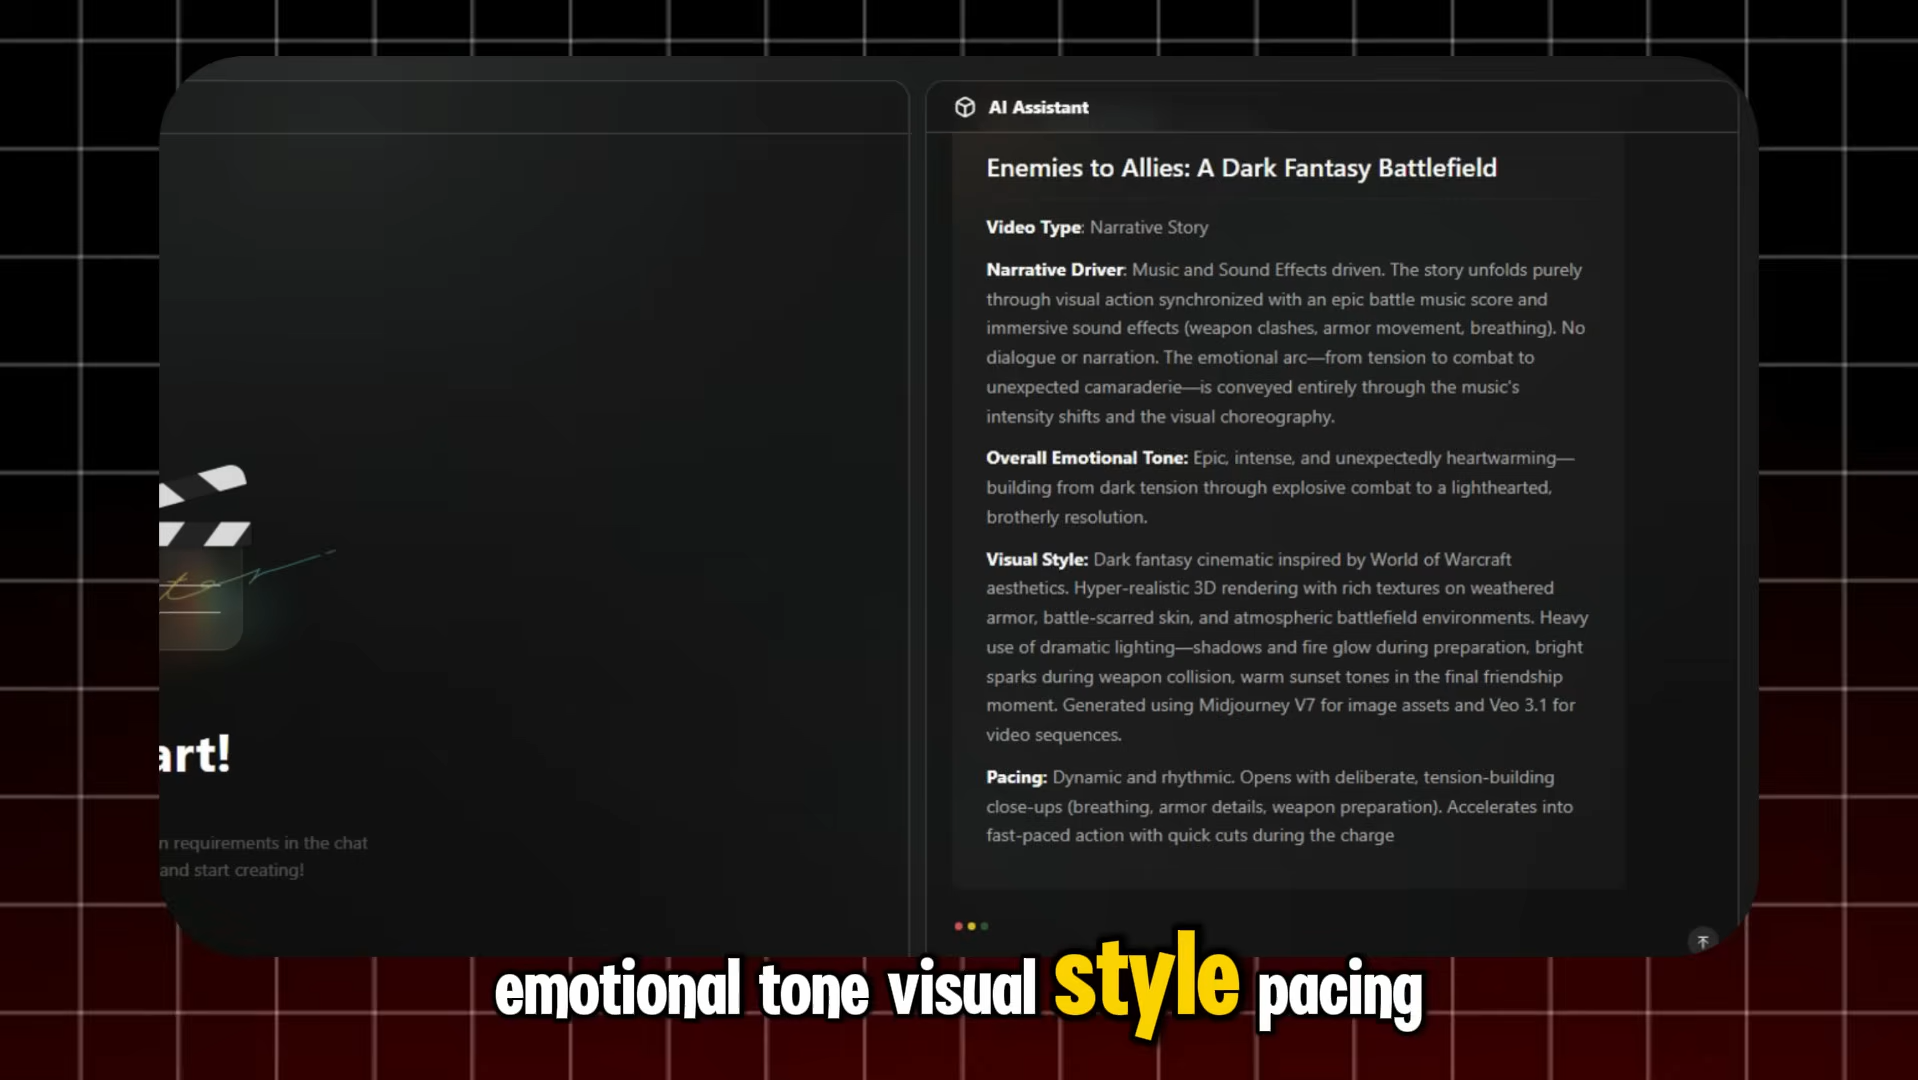 AI Assistant
Enemies to Allies: A Dark Fantasy Battlefield
Video Type: Narrative Story
Narrative Driver: Music and Sound Effects driven. The story unfolds purely
through visual action synchronized with an epic battle music score and
immersive sound effects (weapon clashes, armor movement, breathing). No
dialogue or narration. The emotional arc—from tension to combat to
unexpected camaraderie—is conveyed entirely through the music's
intensity shifts and the visual choreography.
Overall Emotional Tone: Epic, intense, and unexpectedly heartwarming—
building from dark tension through explosive combat to a lighthearted,
brotherly resolution.
Visual Style: Dark fantasy cinematic inspired by World of Warcraft
aesthetics. Hyper-realistic 3D rendering with rich textures on weathered
armor, battle-scarred skin, and atmospheric battlefield environments. Heavy
use of dramatic lighting—shadows and fire glow during preparation, bright
sparks during weapon collision, warm sunset tones in the final friendship
moment. Generated using Midjourney V7 for image assets and Veo 3.1 for
video sequences.
Pacing: Dynamic and rhythmic. Opens with deliberate, tension-building
close-ups (breathing, armor details, weapon preparation). Accelerates into
fast-paced action with quick cuts during the charge
art!
n requirements in the chat
and start creating!
emotional tone visual style pacing